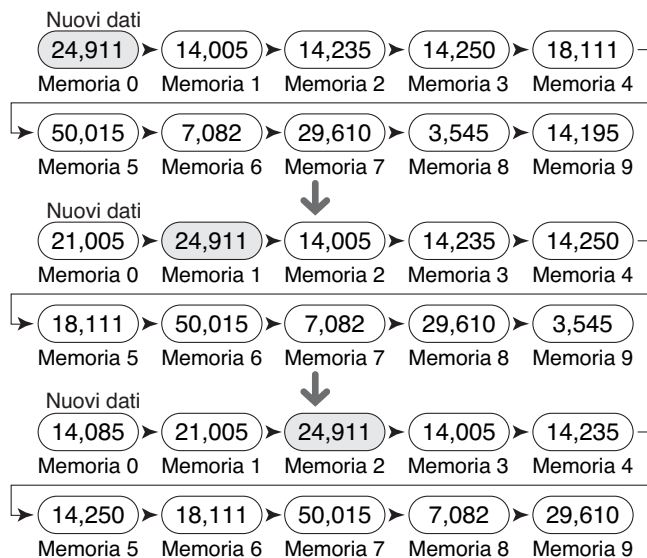 Nuovi dati
24,911 14,005 14,235 14,250 18,111
Memoria 0 Memoria 1 Memoria 2 Memoria 3 Memoria 4
50,015 7,082 29,610 3,545 14,195
Memoria 5 Memoria 6 Memoria 7 Memoria 8 Memoria 9
Nuovi dati
21,005 24,911 14,005 14,235 14,250
Memoria 0 Memoria 1 Memoria 2 Memoria 3 Memoria 4
18,111 50,015 7,082 29,610 3,545
Memoria 5 Memoria 6 Memoria 7 Memoria 8 Memoria 9
Nuovi dati
14,085 21,005 24,911 14,005 14,235
Memoria 0 Memoria 1 Memoria 2 Memoria 3 Memoria 4
14,250 18,111 50,015 7,082 29,610
Memoria 5 Memoria 6 Memoria 7 Memoria 8 Memoria 9